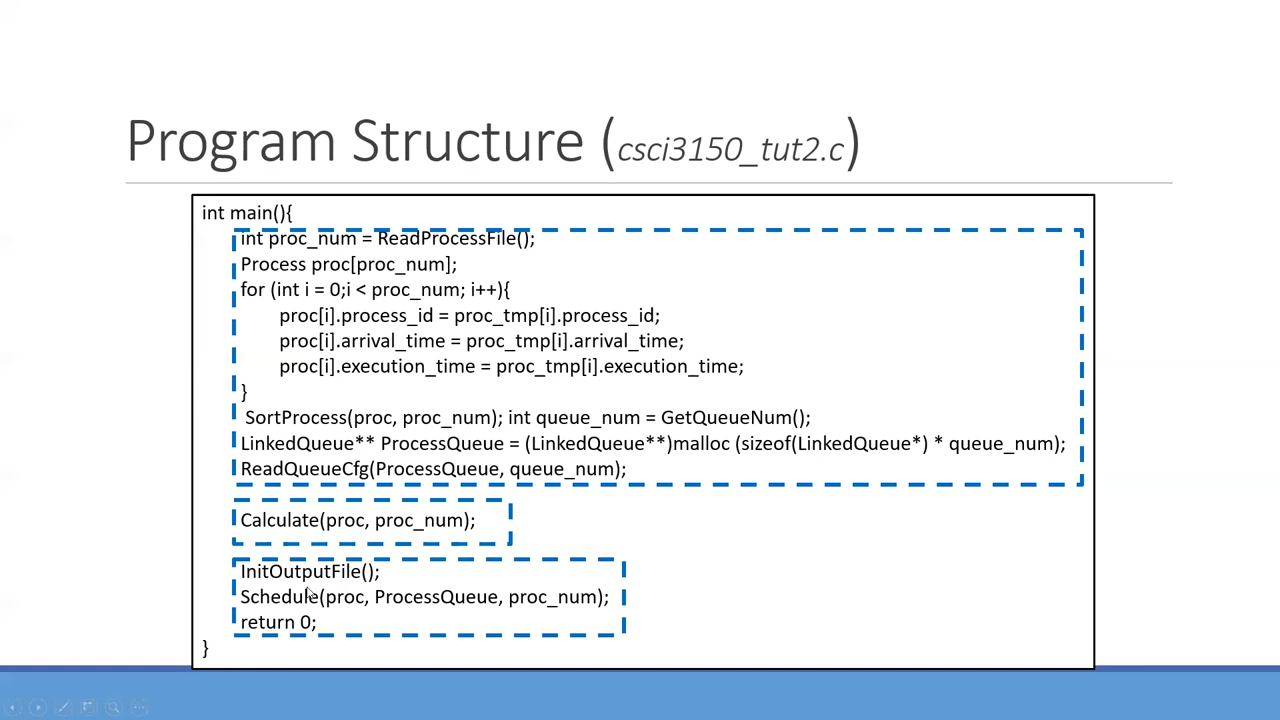 Program Structure (csci3150_tut2.c)
int main(){
int proc_num = ReadProcessFile();
Process proc[proc_num];
for (int i = 0;i < proc_num; i++){
proc[i].process_id = proc_tmp[i].process_id;
proc[i].arrival_time = proc_tmp[i].arrival_time;
proc[i].execution_time = proc_tmp[i].execution_time;
}
SortProcess(proc, proc_num); int queue_num = GetQueueNum();
LinkedQueue** ProcessQueue = (LinkedQueue**)malloc (sizeof(LinkedQueue*) * queue_num);
ReadQueueCfg(ProcessQueue, queue_num);
Calculate(proc, proc_num);
InitOutputFile();
Schedule(proc, ProcessQueue, proc_num);
return 0;
}